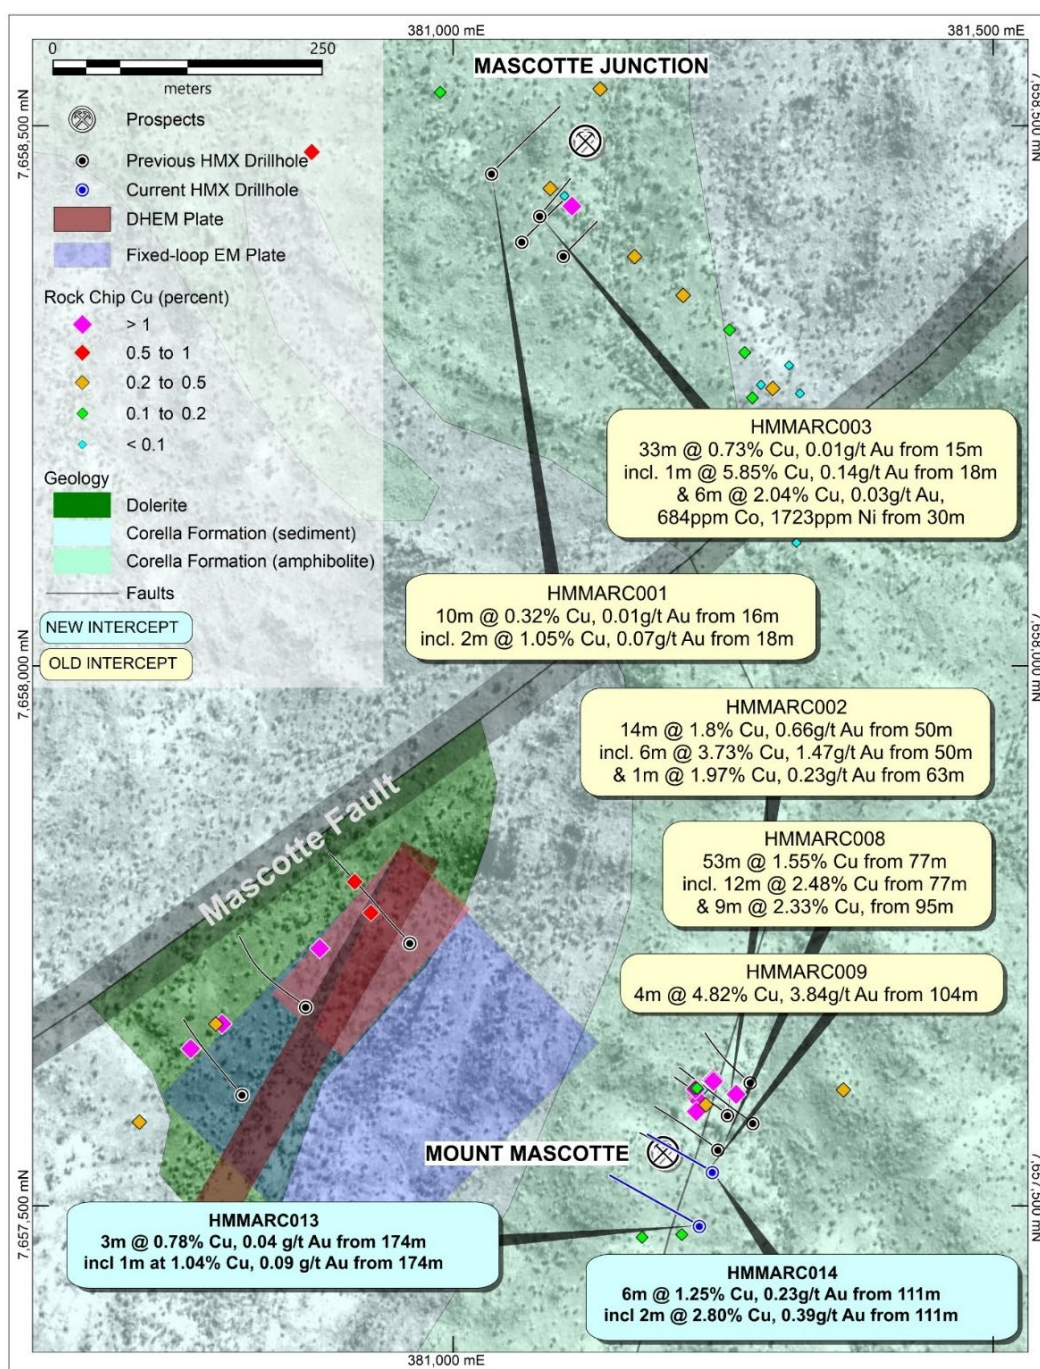 381,000 mE
381,500 mE
0 250
meters
MASCOTTE JUNCTION
7,658,500 mN
7,658,500 mN
Prospects
Previous HMX Drillhole
Current HMX Drillhole
DHEM Plate
Fixed-loop EM Plate
Rock Chip Cu (percent)
> 1
0.5 to 1
0.2 to 0.5
0.1 to 0.2
< 0.1
Geology
Dolerite
Corella Formation (sediment)
Corella Formation (amphibolite)
Faults
NEW INTERCEPT
OLD INTERCEPT
HMMARC003
33m @ 0.73% Cu, 0.01g/t Au from 15m
incl. 1m @ 5.85% Cu, 0.14g/t Au from 18m
& 6m @ 2.04% Cu, 0.03g/t Au,
684ppm Co, 1723ppm Ni from 30m
HMMARC001
10m @ 0.32% Cu, 0.01g/t Au from 16m
incl. 2m @ 1.05% Cu, 0.07g/t Au from 18m
7,658,000 mN
7,658,000 mN
HMMARC002
14m @ 1.8% Cu, 0.66g/t Au from 50m
incl. 6m @ 3.73% Cu, 1.47g/t Au from 50m
& 1m @ 1.97% Cu, 0.23g/t Au from 63m
Mascotte Fault
HMMARC008
53m @ 1.55% Cu from 77m
incl. 12m @ 2.48% Cu from 77m
& 9m @ 2.33% Cu, from 95m
HMMARC009
4m @ 4.82% Cu, 3.84g/t Au from 104m
MOUNT MASCOTTE
7,657,500 mN
7,657,500 mN
HMMARC013
3m @ 0.78% Cu, 0.04 g/t Au from 174m
incl 1m at 1.04% Cu, 0.09 g/t Au from 174m
HMMARC014
6m @ 1.25% Cu, 0.23g/t Au from 111m
incl 2m @ 2.80% Cu, 0.39g/t Au from 111m
381,000 mE